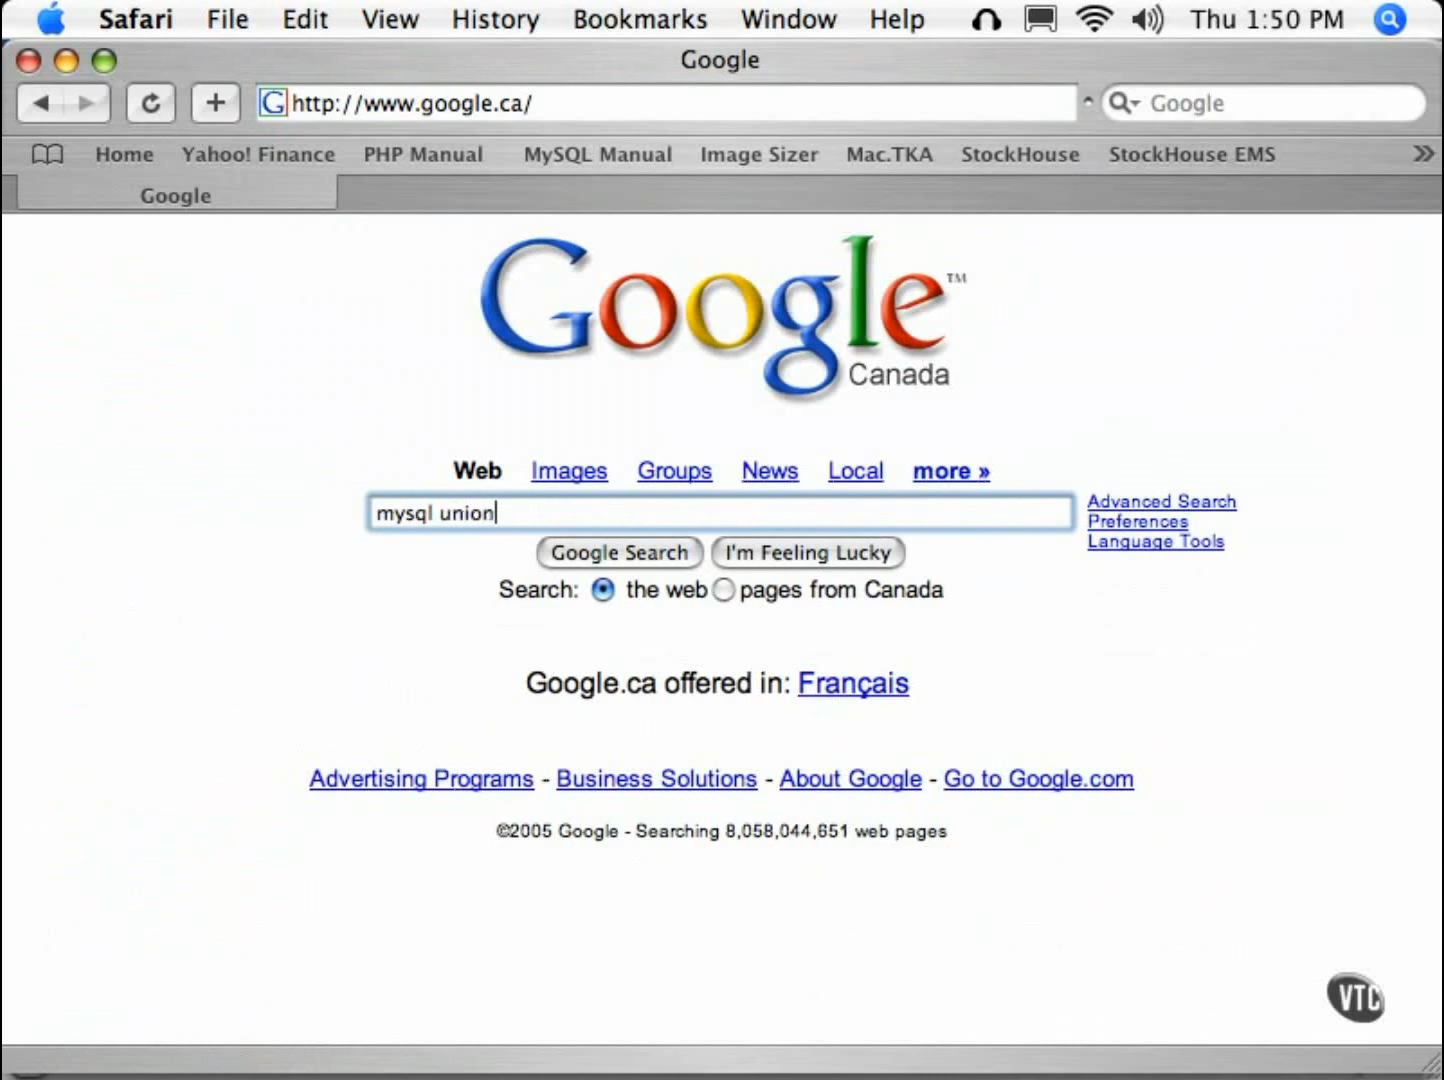 Safari File Edit View History Bookmarks Window Help Thu 1:50 PM
Google
http://www.google.ca/ Google
Home Yahoo! Finance PHP Manual MySQL Manual Image Sizer Mac.TKA StockHouse StockHouse EMS
Google
Google™
Canada
Web Images Groups News Local more »
mysql union
Advanced Search
Preferences
Language Tools
Google Search I'm Feeling Lucky
Search: the web pages from Canada
Google.ca offered in: Français
Advertising Programs - Business Solutions - About Google - Go to Google.com
©2005 Google - Searching 8,058,044,651 web pages
VTC